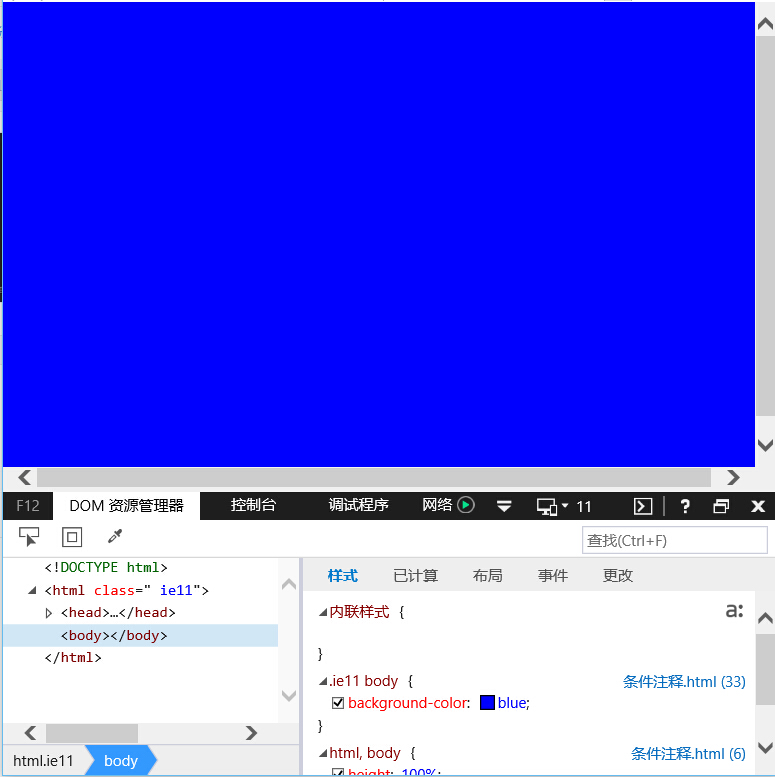 F12 DOM 资源管理器 控制台 调试程序 网络 11 ?
查找(Ctrl+F)
<!DOCTYPE html>
<html class=" ie11">
<head>…</head>
<body></body>
</html>
html.ie11 body
样式 已计算 布局 事件 更改
内联样式 { a:
}
.ie11 body { 条件注释.html (33)
background-color: blue;
}
html, body { 条件注释.html (6)
height: 100%;